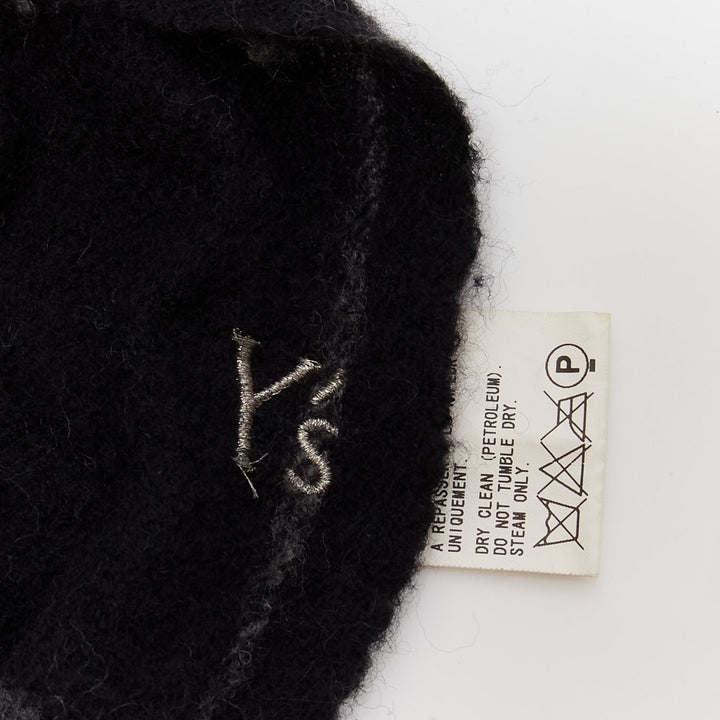 Y's
A REPASSER
UNIQUEMENT.
DRY CLEAN (PETROLEUM).
DO NOT TUMBLE DRY.
STEAM ONLY.
P